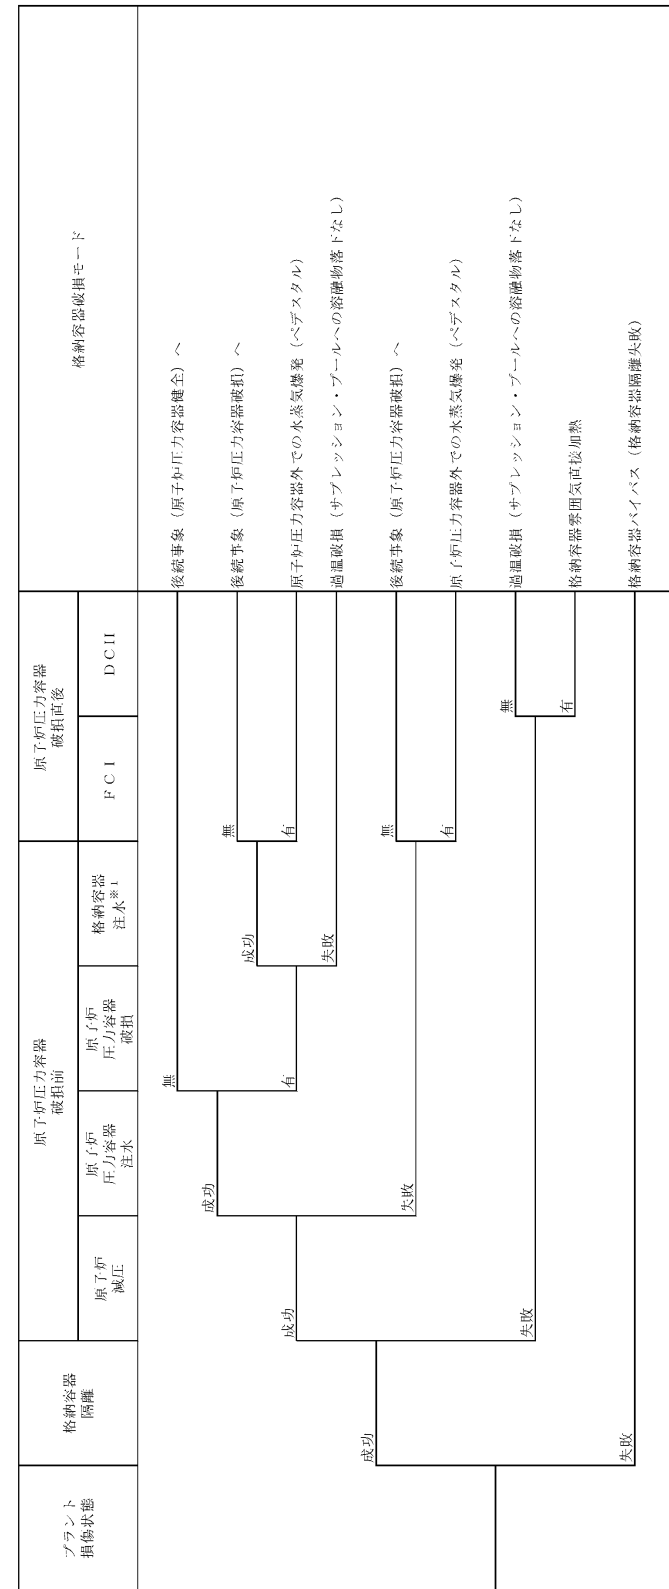 プラント
損傷状態
格納容器
隔離
原子炉圧力容器
破損前
原子炉
減圧
原子炉
圧力容器
注水
原子炉
圧力容器
破損
格納容器
注水※1
原子炉圧力容器
破損直後
FCI
DCH
格納容器破損モード
成功
失敗
成功
失敗
成功
失敗
無
有
成功
失敗
無
有
無
有
無
有
後続事象（原子炉圧力容器健全）へ
後続事象（原子炉圧力容器破損）へ
原子炉圧力容器外での水蒸気爆発（ペデスタル）
過温破損（サプレッション・プールへの溶融物落下なし）
後続事象（原子炉圧力容器破損）へ
原子炉圧力容器外での水蒸気爆発（ペデスタル）
過温破損（サプレッション・プールへの溶融物落下なし）
格納容器雰囲気直接加熱
格納容器バイパス（格納容器隔離失敗）